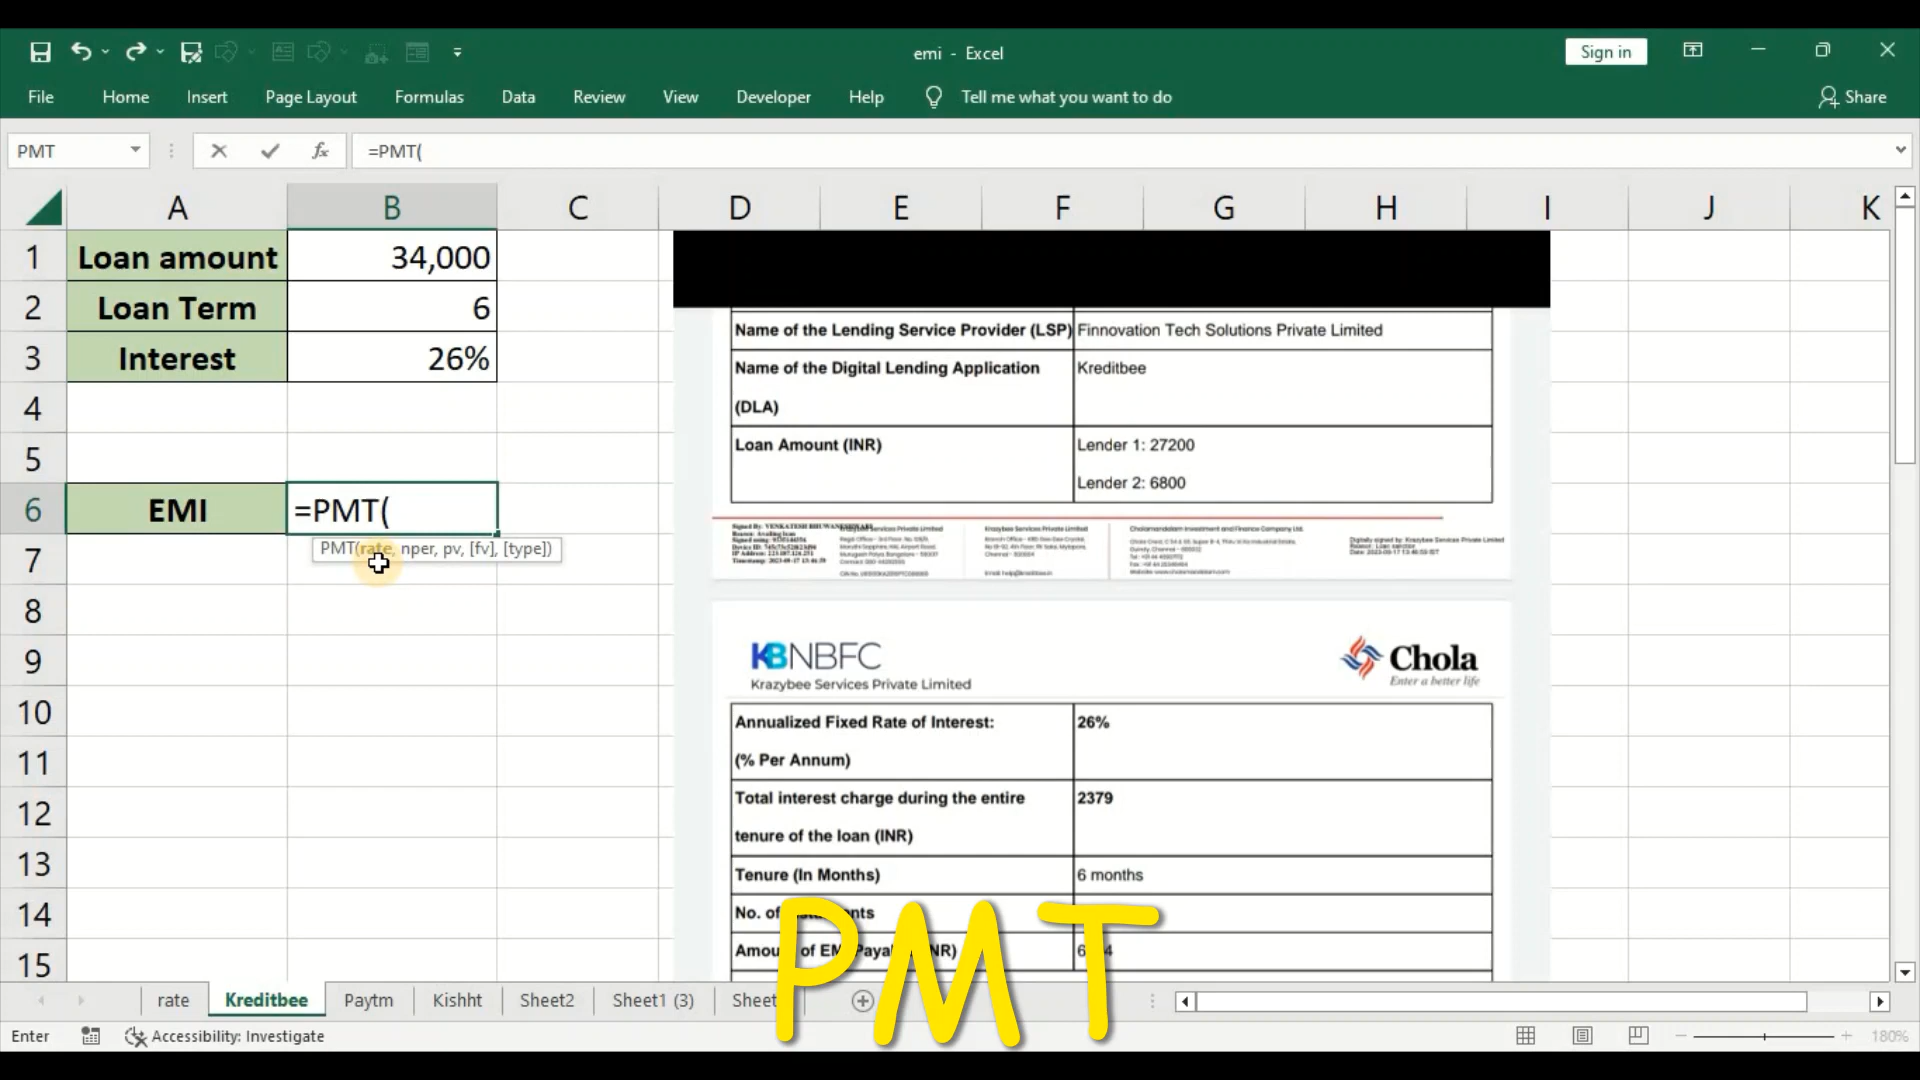 emi - Excel
Sign in
File Home Insert Page Layout Formulas Data Review View Developer Help Tell me what you want to do Share
PMT =PMT(
A B C D E F G H I J K
1 Loan amount 34,000
2 Loan Term 6
3 Interest 26%
4
5
6 EMI =PMT(
PMT(rate, nper, pv, [fv], [type])
7
8
9
10
11
12
13
14
15
Name of the Lending Service Provider (LSP) Finnovation Tech Solutions Private Limited
Name of the Digital Lending Application Kreditbee
(DLA)
Loan Amount (INR) Lender 1: 27200
Lender 2: 6800
KBNBFC
Krazybee Services Private Limited
Chola
Enter a better life
Annualized Fixed Rate of Interest: 26%
(% Per Annum)
Total interest charge during the entire 2379
tenure of the loan (INR)
Tenure (In Months) 6 months
No. of
PMT
rate Kreditbee Paytm Kishht Sheet2 Sheet1 (3) Sheet
Enter Accessibility: Investigate 180%